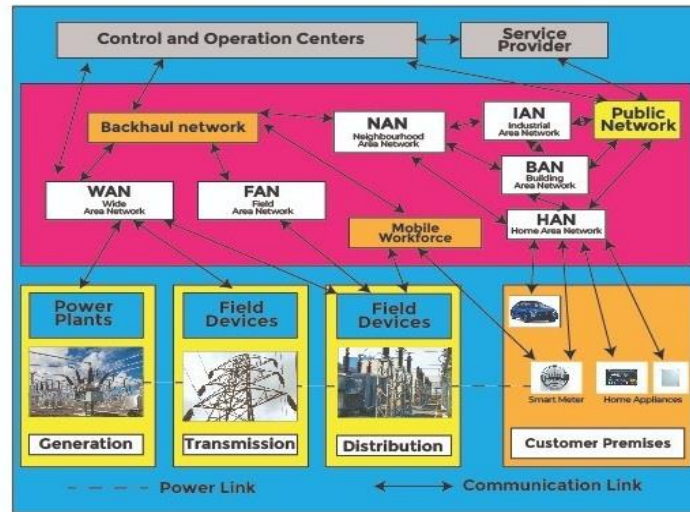 Control and Operation Centers
Service
Provider
Backhaul network
NAN
Neighbourhood
Area Network
IAN
Industrial
Area Network
Public
Network
BAN
Building
Area Network
WAN
Wide
Area Network
FAN
Field
Area Network
HAN
Home Area Network
Mobile
Workforce
Power
Plants
Field
Devices
Field
Devices
Smart Meter
Home Appliances
Generation
Transmission
Distribution
Customer Premises
Power Link
Communication Link